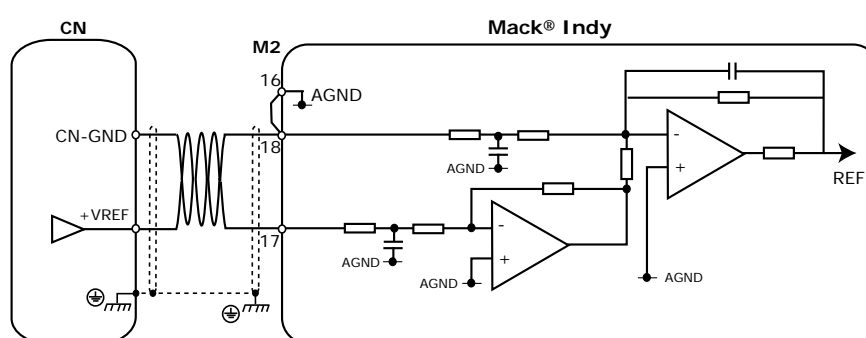 CN
Mack® Indy
M2
16
AGND
CN-GND
18
AGND
-
+
REF
+VREF
17
AGND
-
+
AGND
AGND